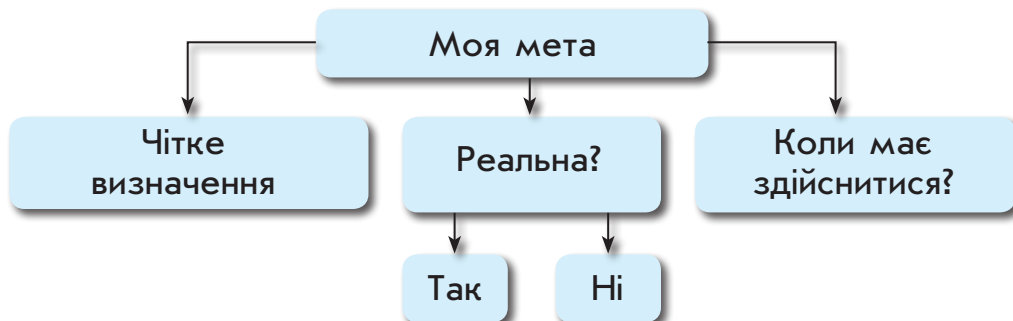 Моя мета
Чітке
визначення
Реальна?
Коли має
здійснитися?
Так
Ні